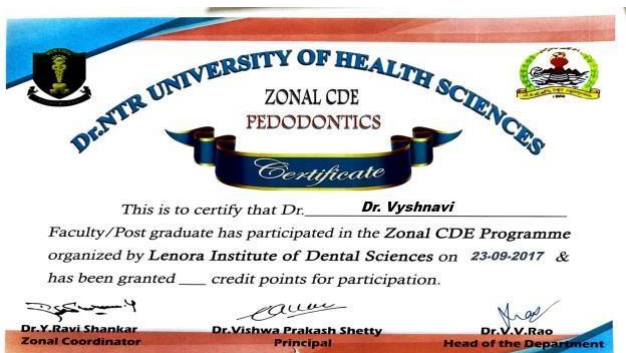 Dr.NTR UNIVERSITY OF HEALTH SCIENCES
ZONAL CDE
PEDODONTICS
Certificate
This is to certify that Dr. Dr. Vyshnavi
Faculty/Post graduate has participated in the Zonal CDE Programme
organized by Lenora Institute of Dental Sciences on 23-09-2017 &
has been granted ___ credit points for participation.
Dr.Y.Ravi Shankar Dr.Vishwa Prakash Shetty Dr.V.V.Rao
Zonal Coordinator Principal Head of the Department